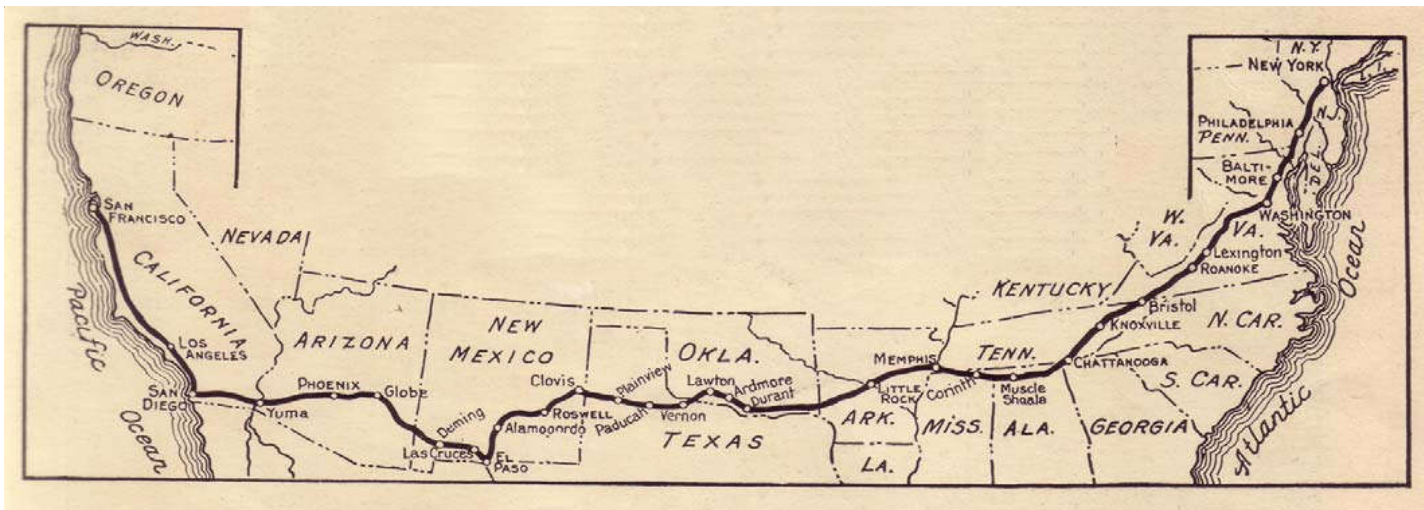 WASH.
OREGON
SAN
FRANCISCO
NEVADA
CALIFORNIA
Pacific
Ocean
LOS
ANGELES
SAN
DIEGO
Yuma
ARIZONA
PHOENIX
Globe
NEW
MEXICO
Deming
Las Cruces
EL
PASO
Alamogordo
ROSWELL
Clovis
Plainview
Paducah
Vernon
OKLA.
Lawton
Ardmore
Durant
TEXAS
ARK.
LITTLE
ROCK
LA.
MEMPHIS
MISS.
Corinth
TENN.
MUSCLE
Shoals
ALA.
CHATTANOOGA
GEORGIA
KENTUCKY
KNOXVILLE
Bristol
N. CAR.
S. CAR.
W.
VA.
VA.
Lexington
ROANOKE
WASHINGTON
BALTI-
MORE
DEL.
PHILADELPHIA
PENN.
N.J.
N.Y.
NEW YORK
L.I.
Atlantic
Ocean